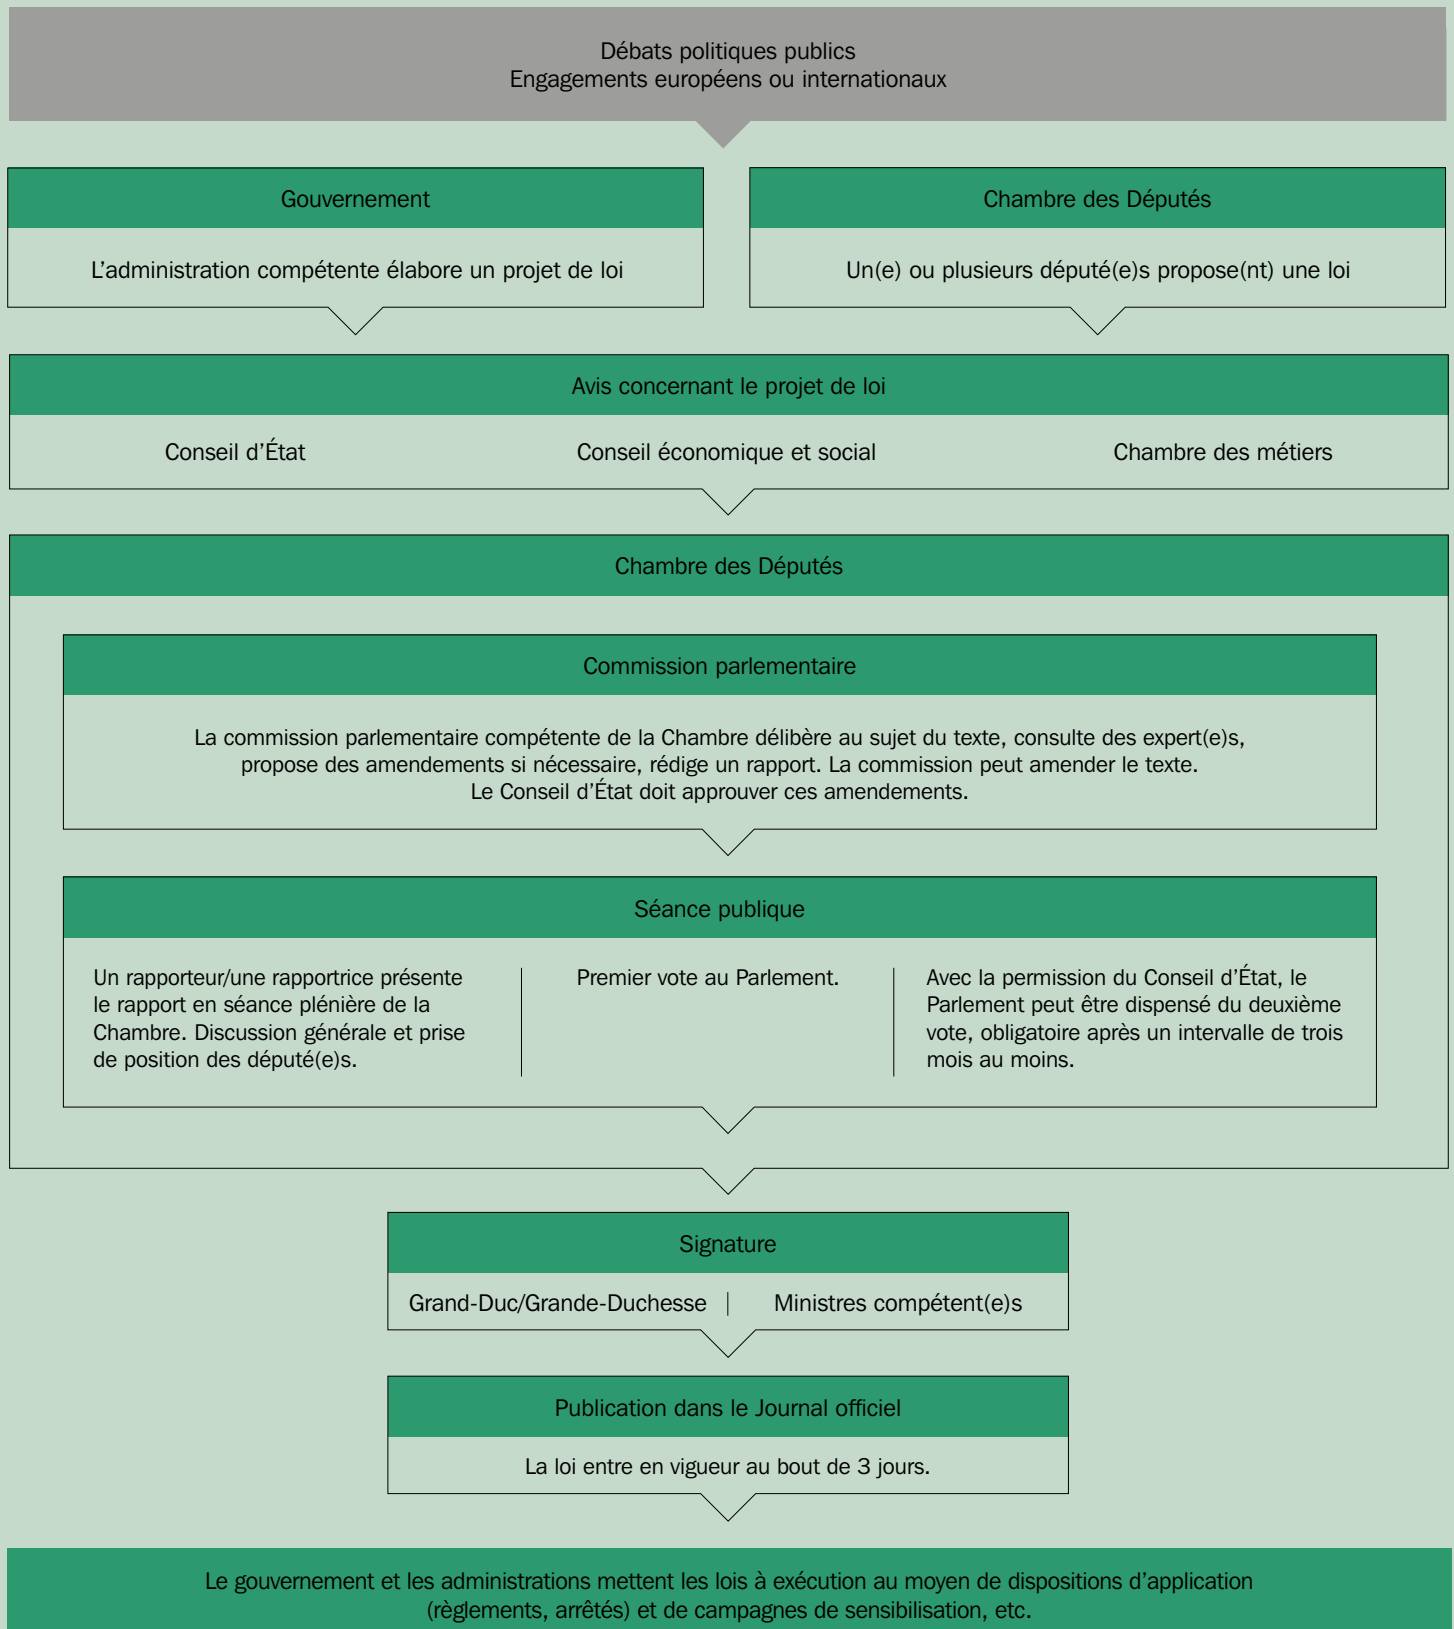 Débats politiques publics
Engagements européens ou internationaux
Gouvernement
L'administration compétente élabore un projet de loi
Chambre des Députés
Un(e) ou plusieurs député(e)s propose(nt) une loi
Avis concernant le projet de loi
Conseil d'État
Conseil économique et social
Chambre des métiers
Chambre des Députés
Commission parlementaire
La commission parlementaire compétente de la Chambre délibère au sujet du texte, consulte des expert(e)s,
propose des amendements si nécessaire, rédige un rapport. La commission peut amender le texte.
Le Conseil d'État doit approuver ces amendements.
Séance publique
Un rapporteur/une rapportrice présente
le rapport en séance plénière de la
Chambre. Discussion générale et prise
de position des député(e)s.
Premier vote au Parlement.
Avec la permission du Conseil d'État, le
Parlement peut être dispensé du deuxième
vote, obligatoire après un intervalle de trois
mois au moins.
Signature
Grand-Duc/Grande-Duchesse
Ministres compétent(e)s
Publication dans le Journal officiel
La loi entre en vigueur au bout de 3 jours.
Le gouvernement et les administrations mettent les lois à exécution au moyen de dispositions d'application
(règlements, arrêtés) et de campagnes de sensibilisation, etc.